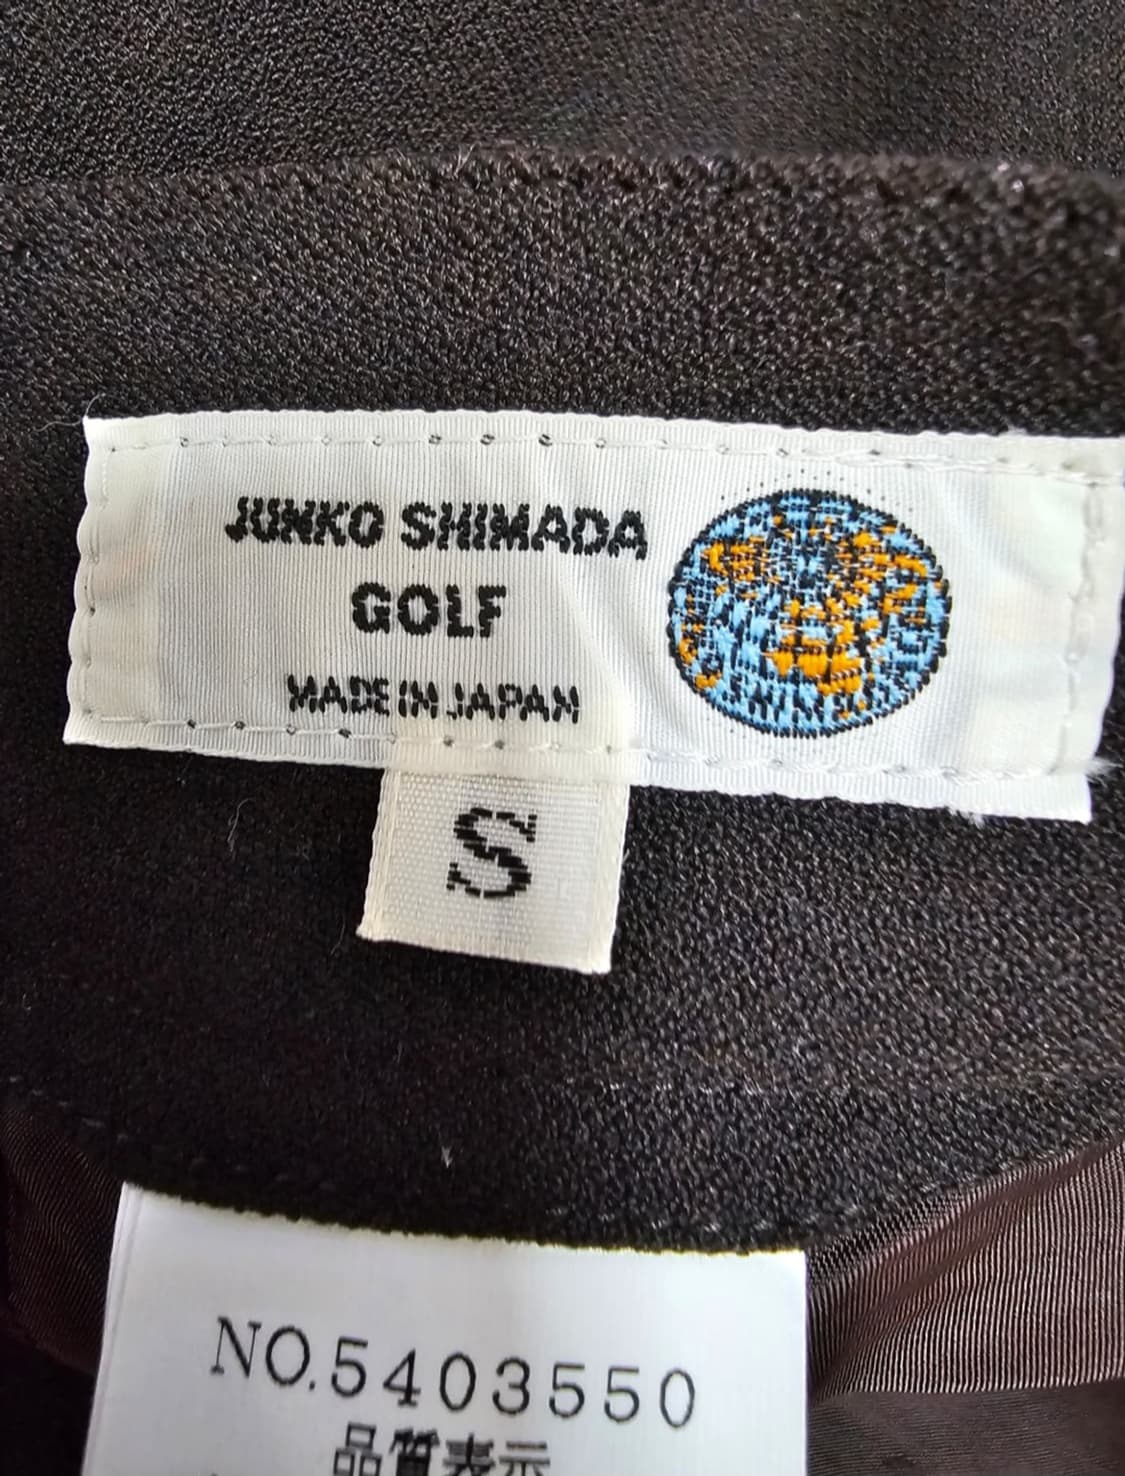 JUNKO SHIMADA
GOLF
MADE IN JAPAN
S
NO.5403550
品質表示